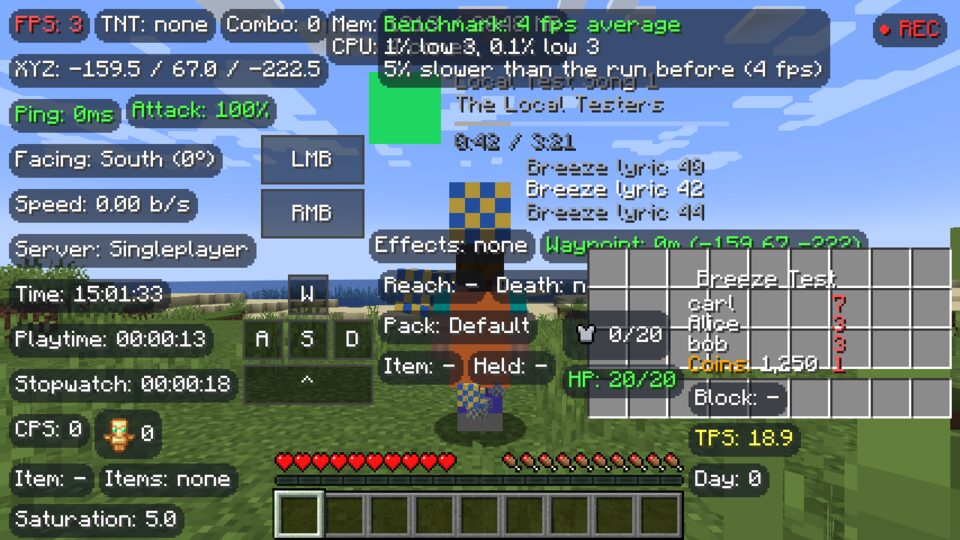 FPS: 3
TNT: none
Combo: 0
Mem:
Benchmark: 4 fps average
CPU: 1% low 3, 0.1% low 3
5% slower than the run before (4 fps)
REC
XYZ: -159.5 / 67.0 / -222.5
Ping: 0ms
Attack: 100%
Local Test Song 1
The Local Testers
0:42 / 3:21
Facing: South (0°)
LMB
Breeze lyric 42
Breeze lyric 44
Speed: 0.00 b/s
RMB
Server: Singleplayer
Effects: none
Waypoint: 0m (-159 67 -222)
Time: 15:01:33
W
Reach: -
Death:
Breeze Test
carl 7
Alice 3
bob 3
Coins: 1,250 1
Playtime: 00:00:13
A
S
D
Pack: Default
0/20
Stopwatch: 00:00:18
^
Item: -
Held: -
HP: 20/20
Block: -
CPS: 0
0
TPS: 18.9
Item: -
Items: none
Day: 0
Saturation: 5.0